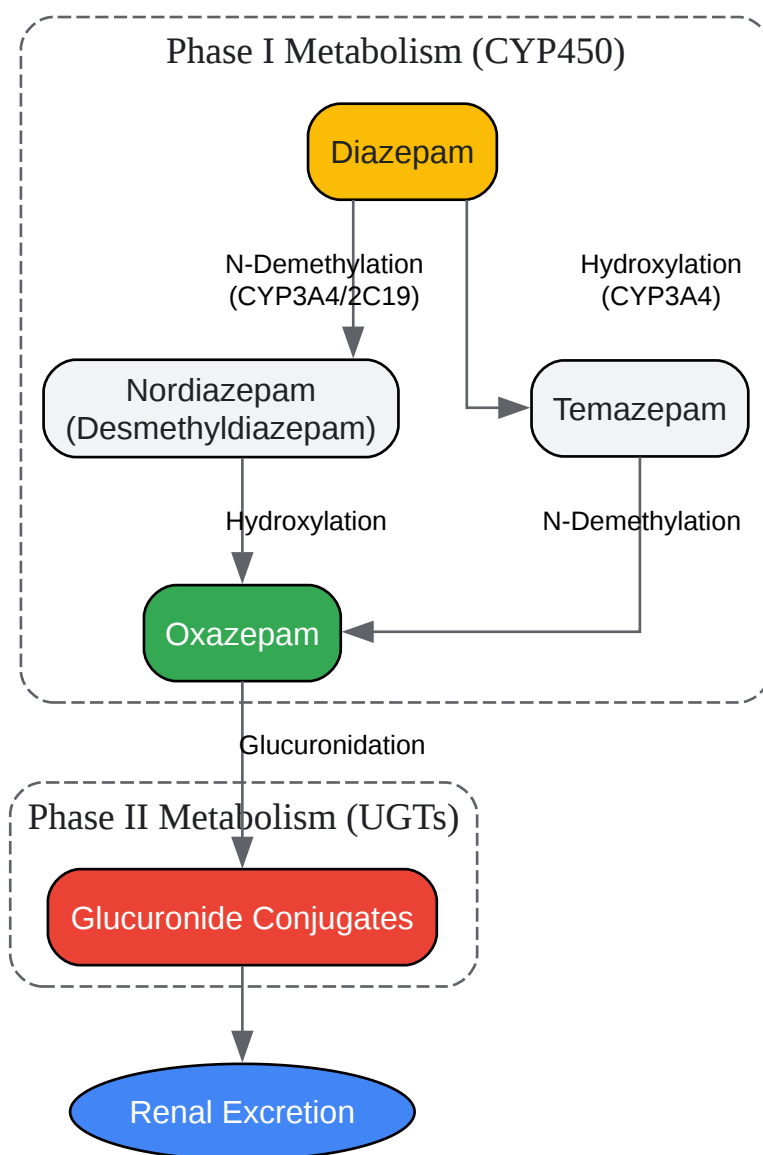 Phase I Metabolism (CYP450)
Diazepam
N-Demethylation
(CYP3A4/2C19)
Hydroxylation
(CYP3A4)
Nordiazepam
(Desmethyldiazepam)
Temazepam
Hydroxylation
N-Demethylation
Oxazepam
Glucuronidation
Phase II Metabolism (UGTs)
Glucuronide Conjugates
Renal Excretion